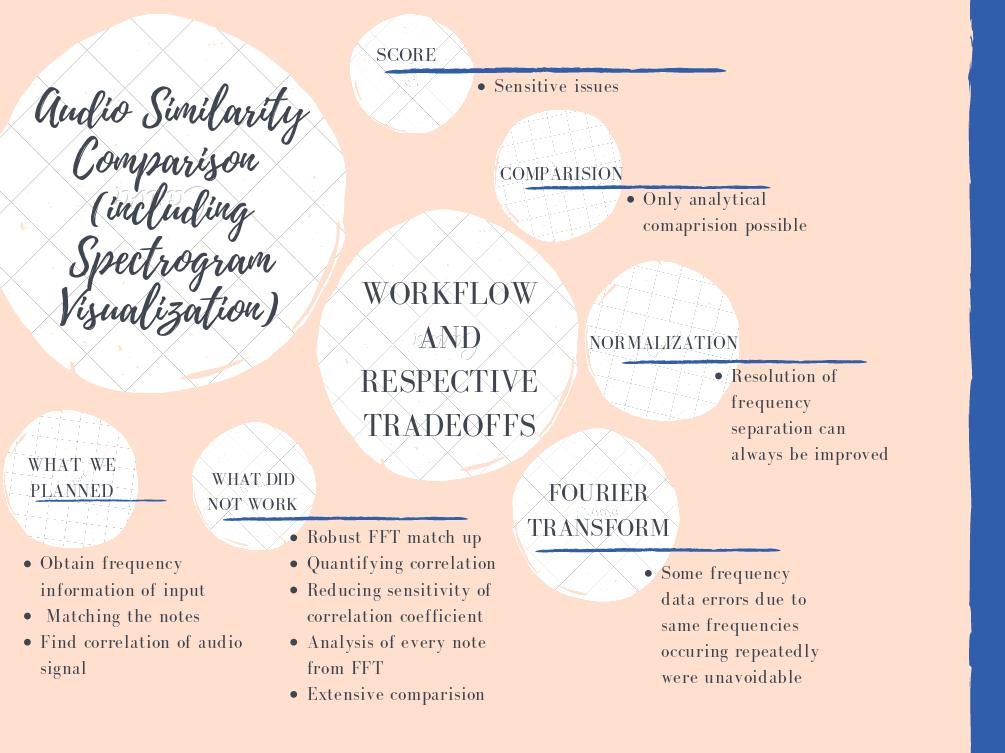 Audio Similarity
Comparison
(including
Spectrogram
Visualization)
SCORE
Sensitive issues
COMPARISION
Only analytical
comaprision possible
WORKFLOW
AND
RESPECTIVE
TRADEOFFS
NORMALIZATION
Resolution of
frequency
separation can
always be improved
WHAT WE
PLANNED
Obtain frequency
information of input
Matching the notes
Find correlation of audio
signal
WHAT DID
NOT WORK
Robust FFT match up
Quantifying correlation
Reducing sensitivity of
correlation coefficient
Analysis of every note
from FFT
Extensive comparision
FOURIER
TRANSFORM
Some frequency
data errors due to
same frequencies
occuring repeatedly
were unavoidable